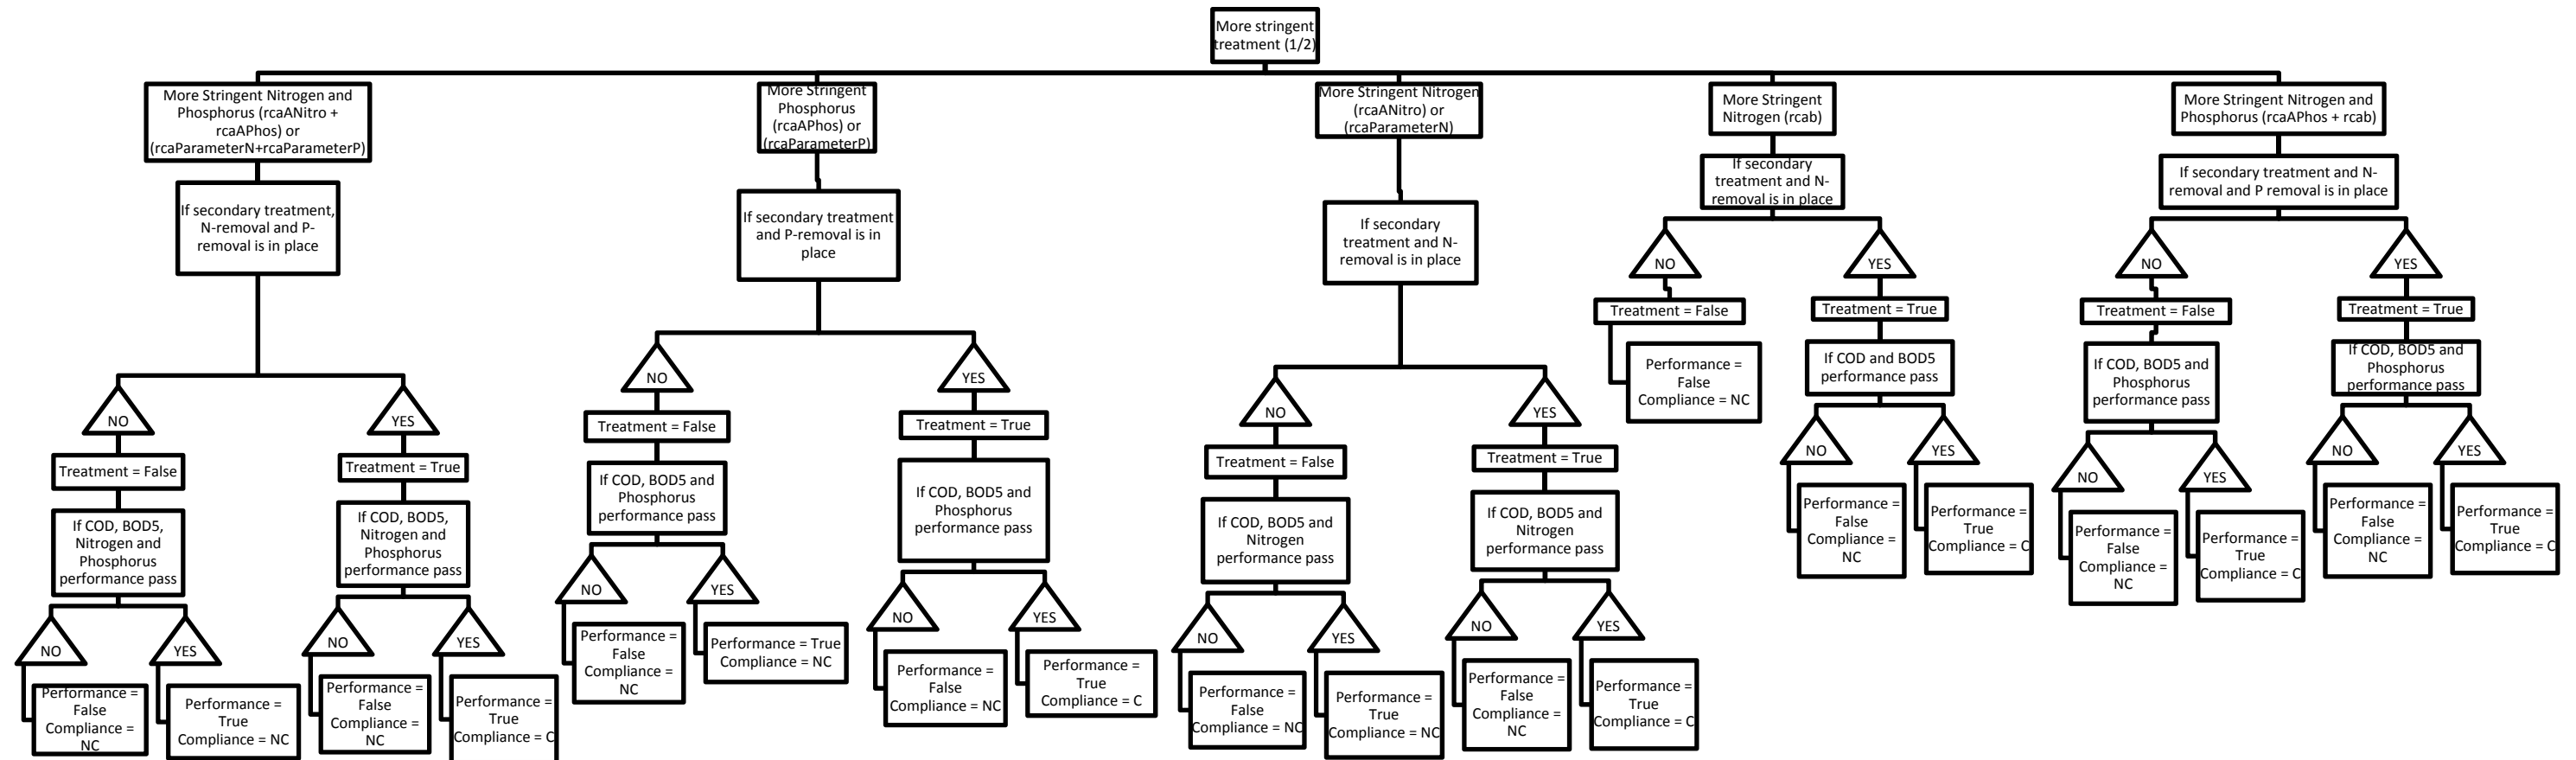 More stringent
treatment (1/2)
More Stringent Nitrogen and
Phosphorus (rcaANitro +
rcaAPhos) or
(rcaParameterN+rcaParameterP)
If secondary treatment,
N-removal and P-
removal is in place
NO
Treatment = False
If COD, BOD5,
Nitrogen and
Phosphorus
performance pass
NO
Performance =
False
Compliance =
NC
YES
Performance =
True
Compliance = NC
YES
Treatment = True
If COD, BOD5,
Nitrogen and
Phosphorus
performance pass
NO
Performance =
False
Compliance =
NC
YES
Performance =
True
Compliance = C
More Stringent
Phosphorus
(rcaAPhos) or
(rcaParameterP)
If secondary treatment
and P-removal is in
place
NO
Treatment = False
If COD, BOD5 and
Phosphorus
performance pass
NO
Performance =
False
Compliance =
NC
YES
Performance = True
Compliance = NC
YES
Treatment = True
If COD, BOD5 and
Phosphorus
performance pass
NO
Performance =
False
Compliance = NC
YES
Performance =
True
Compliance = C
More Stringent Nitrogen
(rcaANitro) or
(rcaParameterN)
If secondary
treatment and N-
removal is in place
NO
Treatment = False
If COD, BOD5 and
Nitrogen
performance pass
NO
Performance =
False
Compliance = NC
YES
Performance =
True
Compliance = NC
YES
Treatment = True
If COD, BOD5 and
Nitrogen
performance pass
NO
Performance =
False
Compliance =
NC
YES
Performance =
True
Compliance = C
More Stringent
Nitrogen (rcab)
If secondary
treatment and N-
removal is in place
NO
Treatment = False
Performance =
False
Compliance = NC
YES
Treatment = True
If COD and BOD5
performance pass
NO
Performance =
False
Compliance =
NC
YES
Performance =
True
Compliance = C
More Stringent Nitrogen and
Phosphorus (rcaAPhos + rcab)
If secondary treatment and N-
removal and P removal is in place
NO
Treatment = False
If COD, BOD5 and
Phosphorus
performance pass
NO
Performance =
False
Compliance =
NC
YES
Performance =
True
Compliance = C
YES
Treatment = True
If COD, BOD5 and
Phosphorus
performance pass
NO
Performance =
False
Compliance =
NC
YES
Performance =
True
Compliance = C